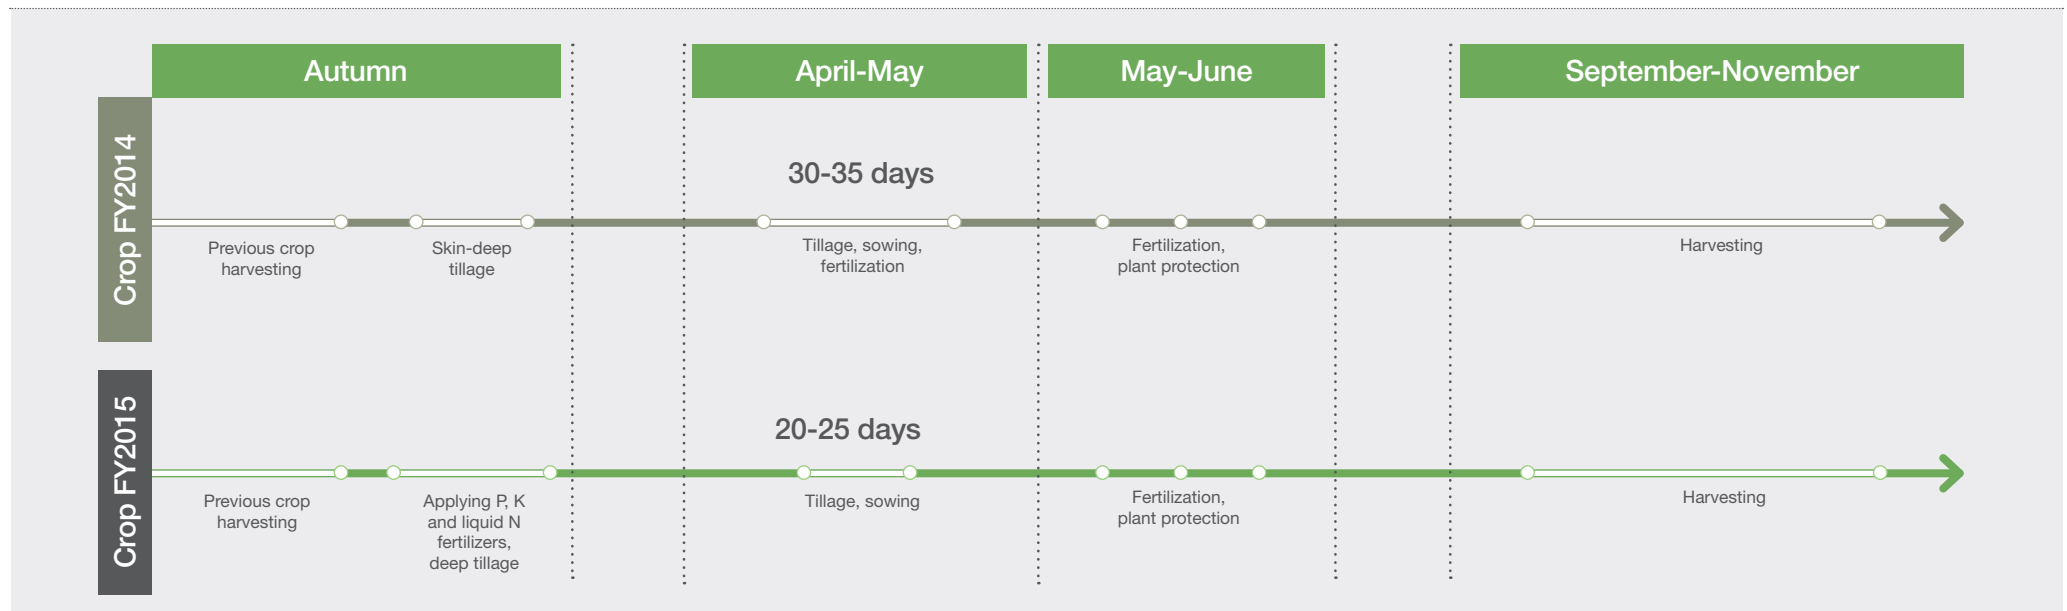 Autumn
April-May
May-June
September-November
Crop FY2014
30-35 days
Previous crop
harvesting
Skin-deep
tillage
Tillage, sowing,
fertilization
Fertilization,
plant protection
Harvesting
Crop FY2015
20-25 days
Previous crop
harvesting
Applying P, K
and liquid N
fertilizers,
deep tillage
Tillage, sowing
Fertilization,
plant protection
Harvesting